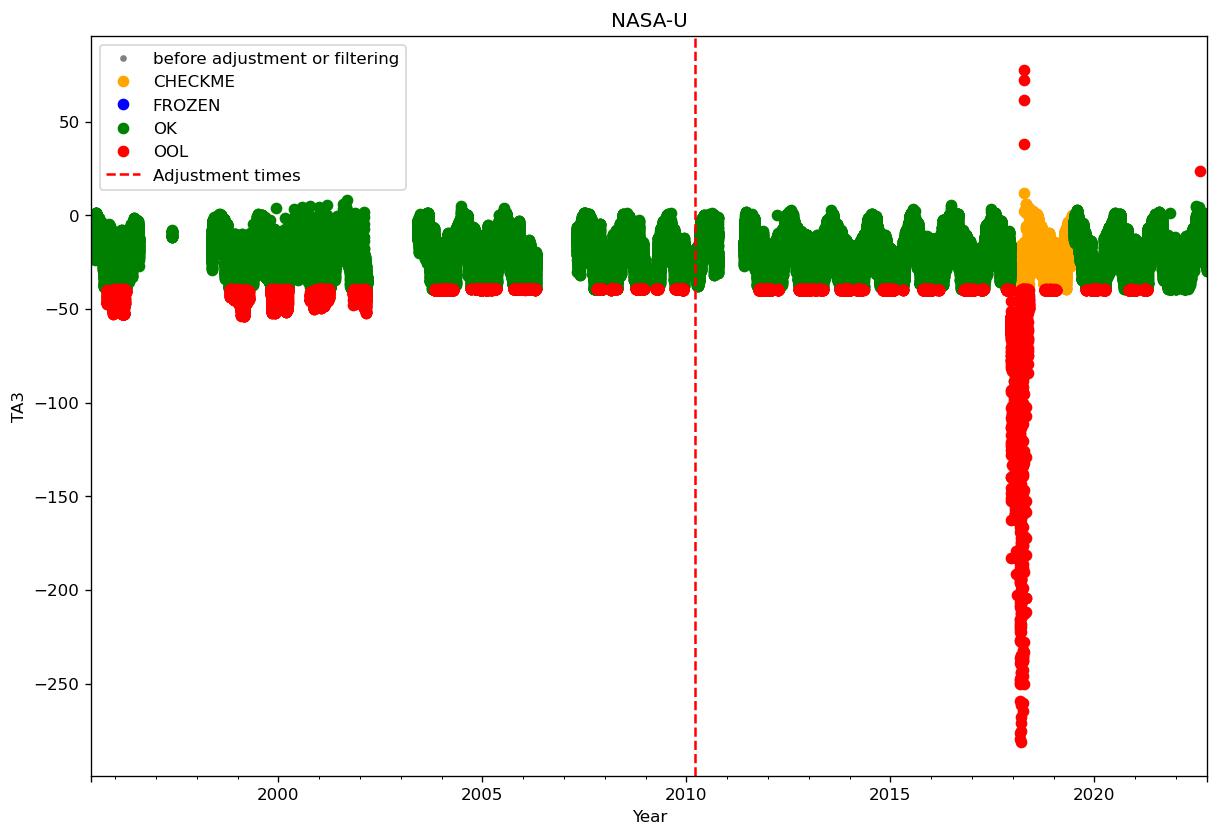 NASA-U
before adjustment or filtering
CHECKME
FROZEN
OK
OOL
Adjustment times
50
0
−50
−100
−150
−200
−250
TA3
2000 2005 2010 2015 2020
Year